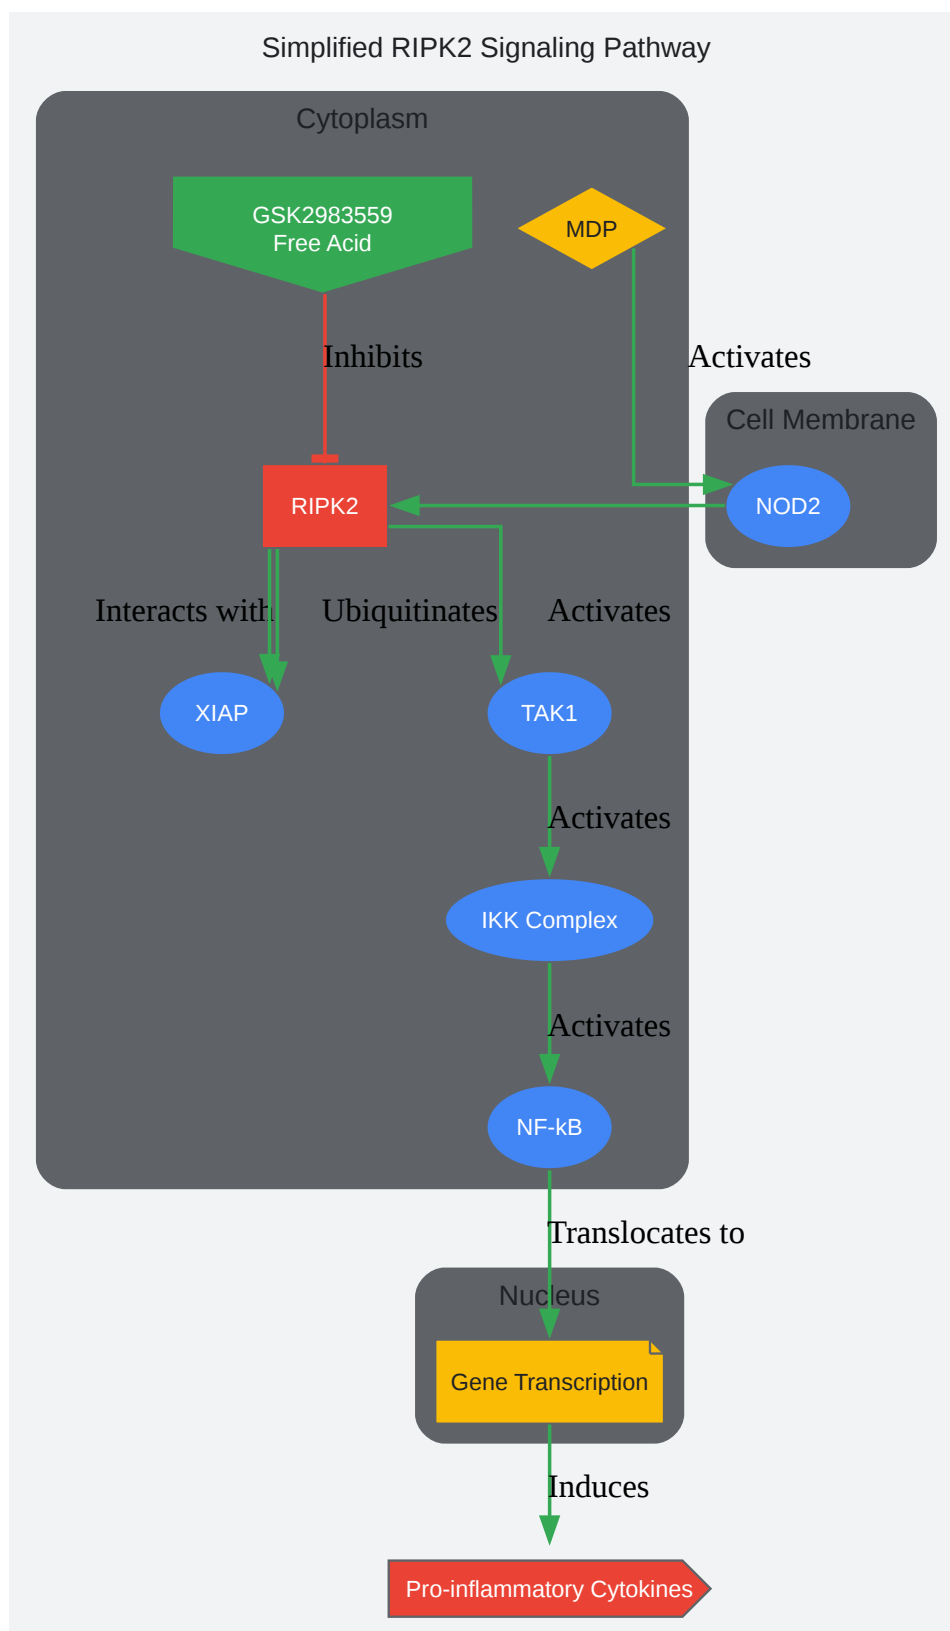 Simplified RIPK2 Signaling Pathway
Cytoplasm
GSK2983559
Free Acid
MDP
Inhibits
Activates
Cell Membrane
RIPK2
NOD2
Interacts with
Ubiquitinates
Activates
XIAP
TAK1
Activates
IKK Complex
Activates
NF-kB
Translocates to
Nucleus
Gene Transcription
Induces
Pro-inflammatory Cytokines